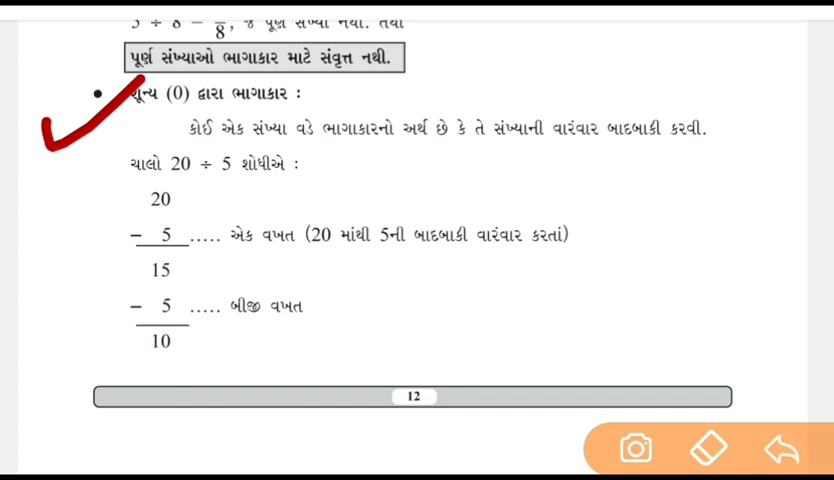 પૂર્ણ સંખ્યાઓ ભાગાકાર માટે સંવૃત્ત નથી.
• શૂન્ય (0) દ્વારા ભાગાકાર :
કોઈ એક સંખ્યા વડે ભાગાકારનો અર્થ છે કે તે સંખ્યાની વારંવાર બાદબાકી કરવી.
ચાલો 20 ÷ 5 શોધીએ :
20
– 5 ..... એક વખત (20 માંથી 5ની બાદબાકી વારંવાર કરતાં)
15
– 5 ..... બીજી વખત
10
12